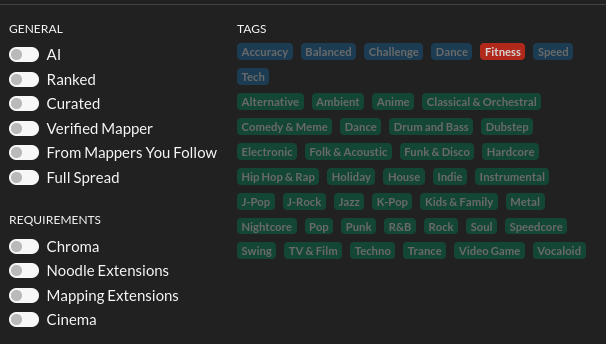 GENERAL
AI
Ranked
Curated
Verified Mapper
From Mappers You Follow
Full Spread
REQUIREMENTS
Chroma
Noodle Extensions
Mapping Extensions
Cinema
TAGS
Accuracy Balanced Challenge Dance Fitness Speed
Tech
Alternative Ambient Anime Classical & Orchestral
Comedy & Meme Dance Drum and Bass Dubstep
Electronic Folk & Acoustic Funk & Disco Hardcore
Hip Hop & Rap Holiday House Indie Instrumental
J-Pop J-Rock Jazz K-Pop Kids & Family Metal
Nightcore Pop Punk R&B Rock Soul Speedcore
Swing TV & Film Techno Trance Video Game Vocaloid